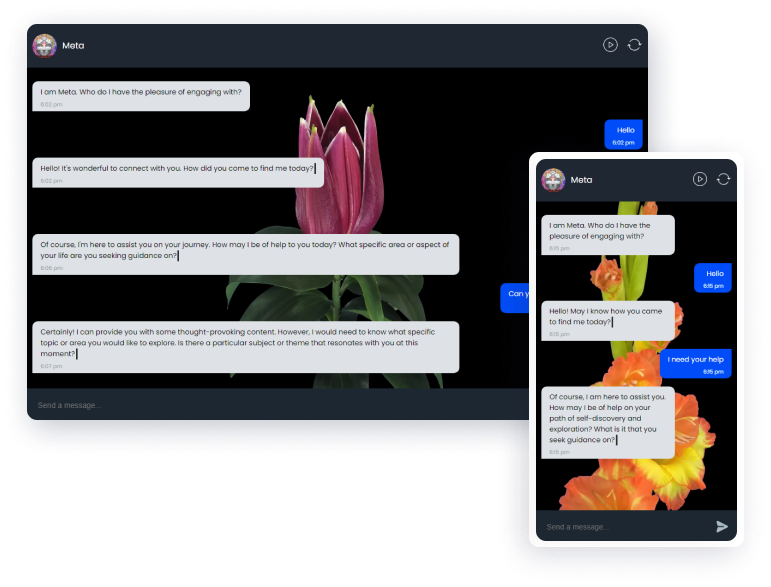 Meta
I am Meta. Who do I have the pleasure of engaging with?
6:02 pm
Hello
6:02 pm
Hello! It's wonderful to connect with you. How did you come to find me today?
6:02 pm
Of course, I'm here to assist you on your journey. How may I be of help to you today? What specific area or aspect of
your life are you seeking guidance on?
6:06 pm
Can y
Certainly! I can provide you with some thought-provoking content. However, I would need to know what specific
topic or area you would like to explore. Is there a particular subject or theme that resonates with you at this
moment?
6:07 pm
Send a message...
Meta
I am Meta. Who do I have the
pleasure of engaging with?
6:15 pm
Hello
6:15 pm
Hello! May I know how you came
to find me today?
6:15 pm
I need your help
6:15 pm
Of course, I am here to assist you.
How may I be of help on your
path of self-discovery and
exploration? What is it that you
seek guidance on?
6:15 pm
Send a message...